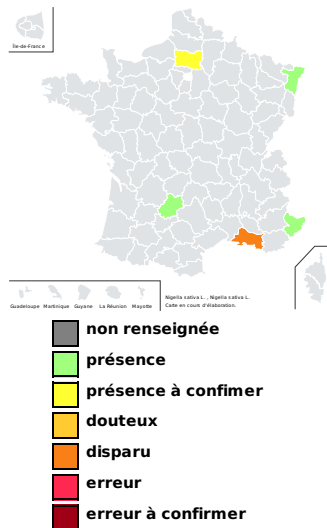 Île-de-France
Guadeloupe Martinique Guyane La Réunion Mayotte
Nigella sativa L. , Nigella sativa L.
Carte en cours d'élaboration.
non renseignée
présence
présence à confimer
douteux
disparu
erreur
erreur à confirmer